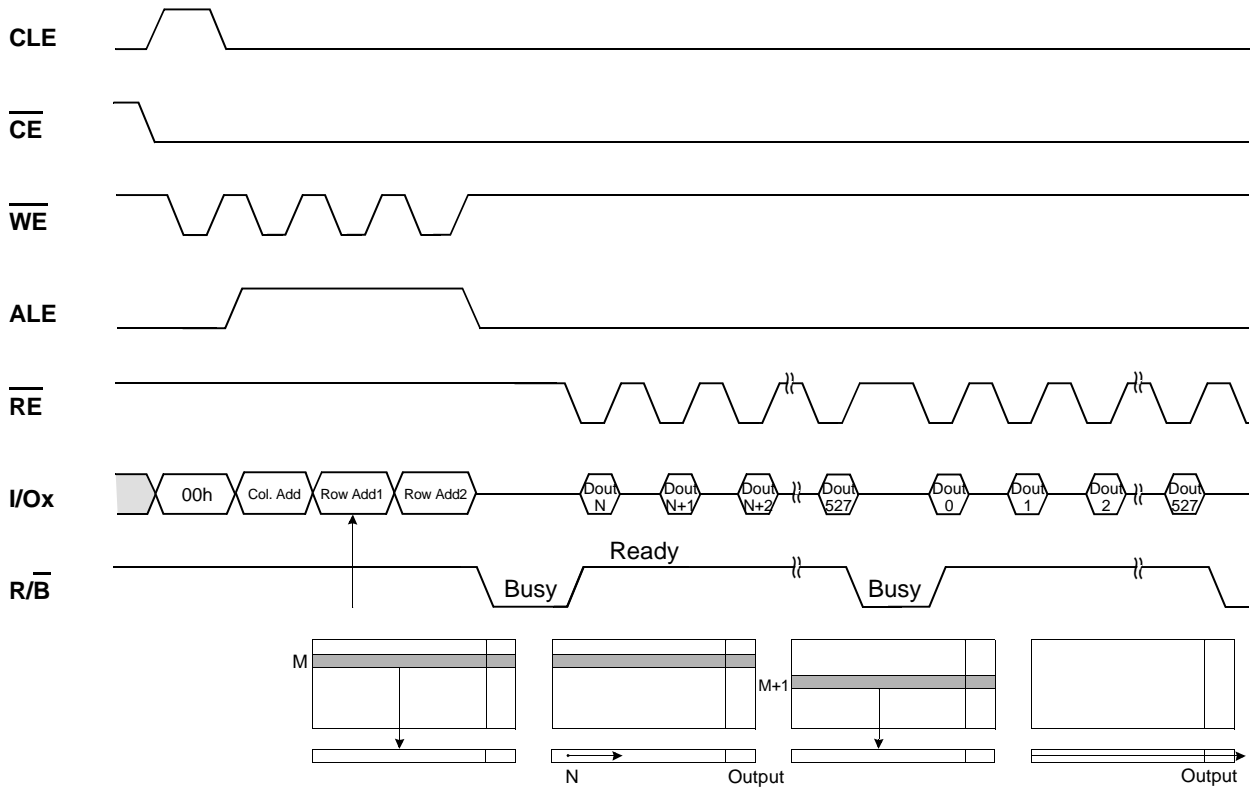 CLE
CE
WE
ALE
RE
I/Ox
00h
Col. Add
Row Add1
Row Add2
Dout
N
Dout
N+1
Dout
N+2
Dout
527
Dout
0
Dout
1
Dout
2
Dout
527
R/B
Busy
Ready
Busy
M
M+1
N
Output
Output